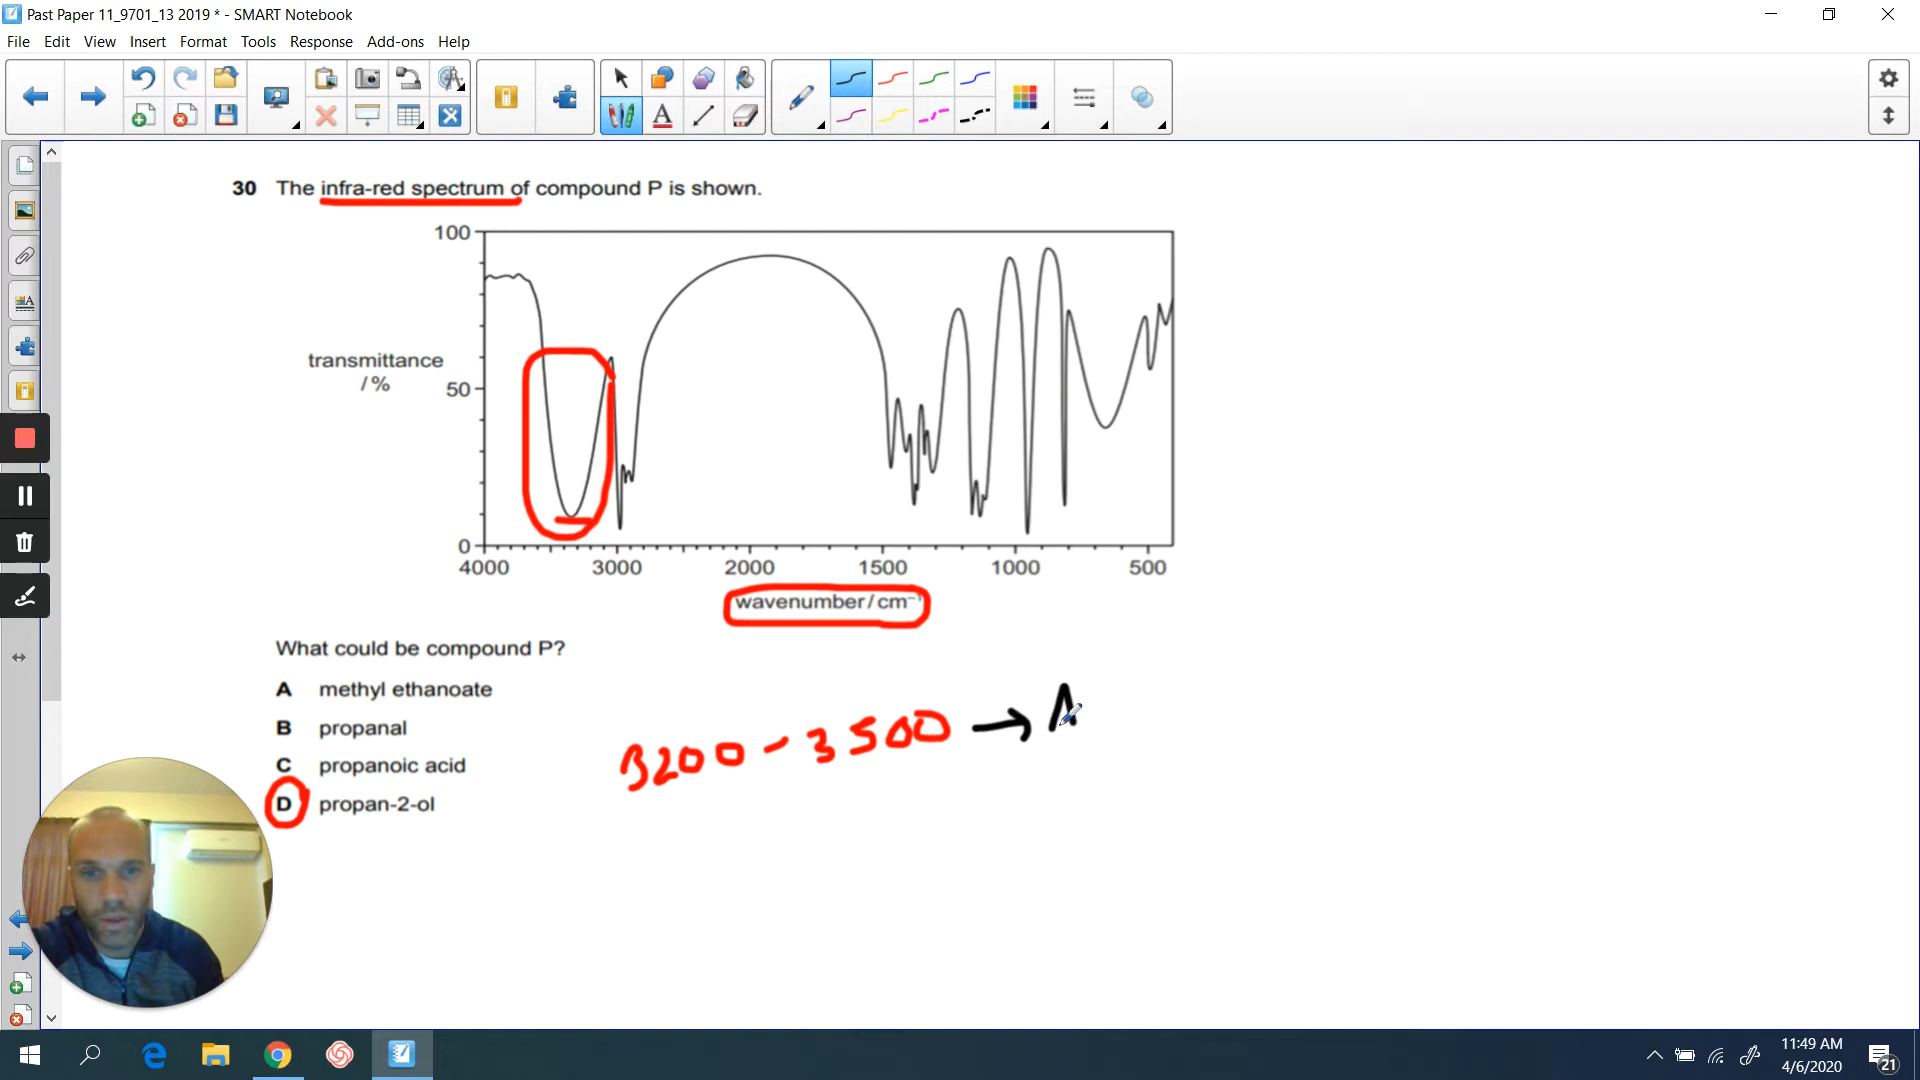 Past Paper 11_9701_13 2019 * - SMART Notebook
File Edit View Insert Format Tools Response Add-ons Help
30 The infra-red spectrum of compound P is shown.
100
transmittance
/ %
50
0
4000 3000 2000 1500 1000 500
wavenumber / cm⁻¹
What could be compound P?
A methyl ethanoate
B propanal
C propanoic acid
D propan-2-ol
3200 - 3500 → A
11:49 AM
4/6/2020
21